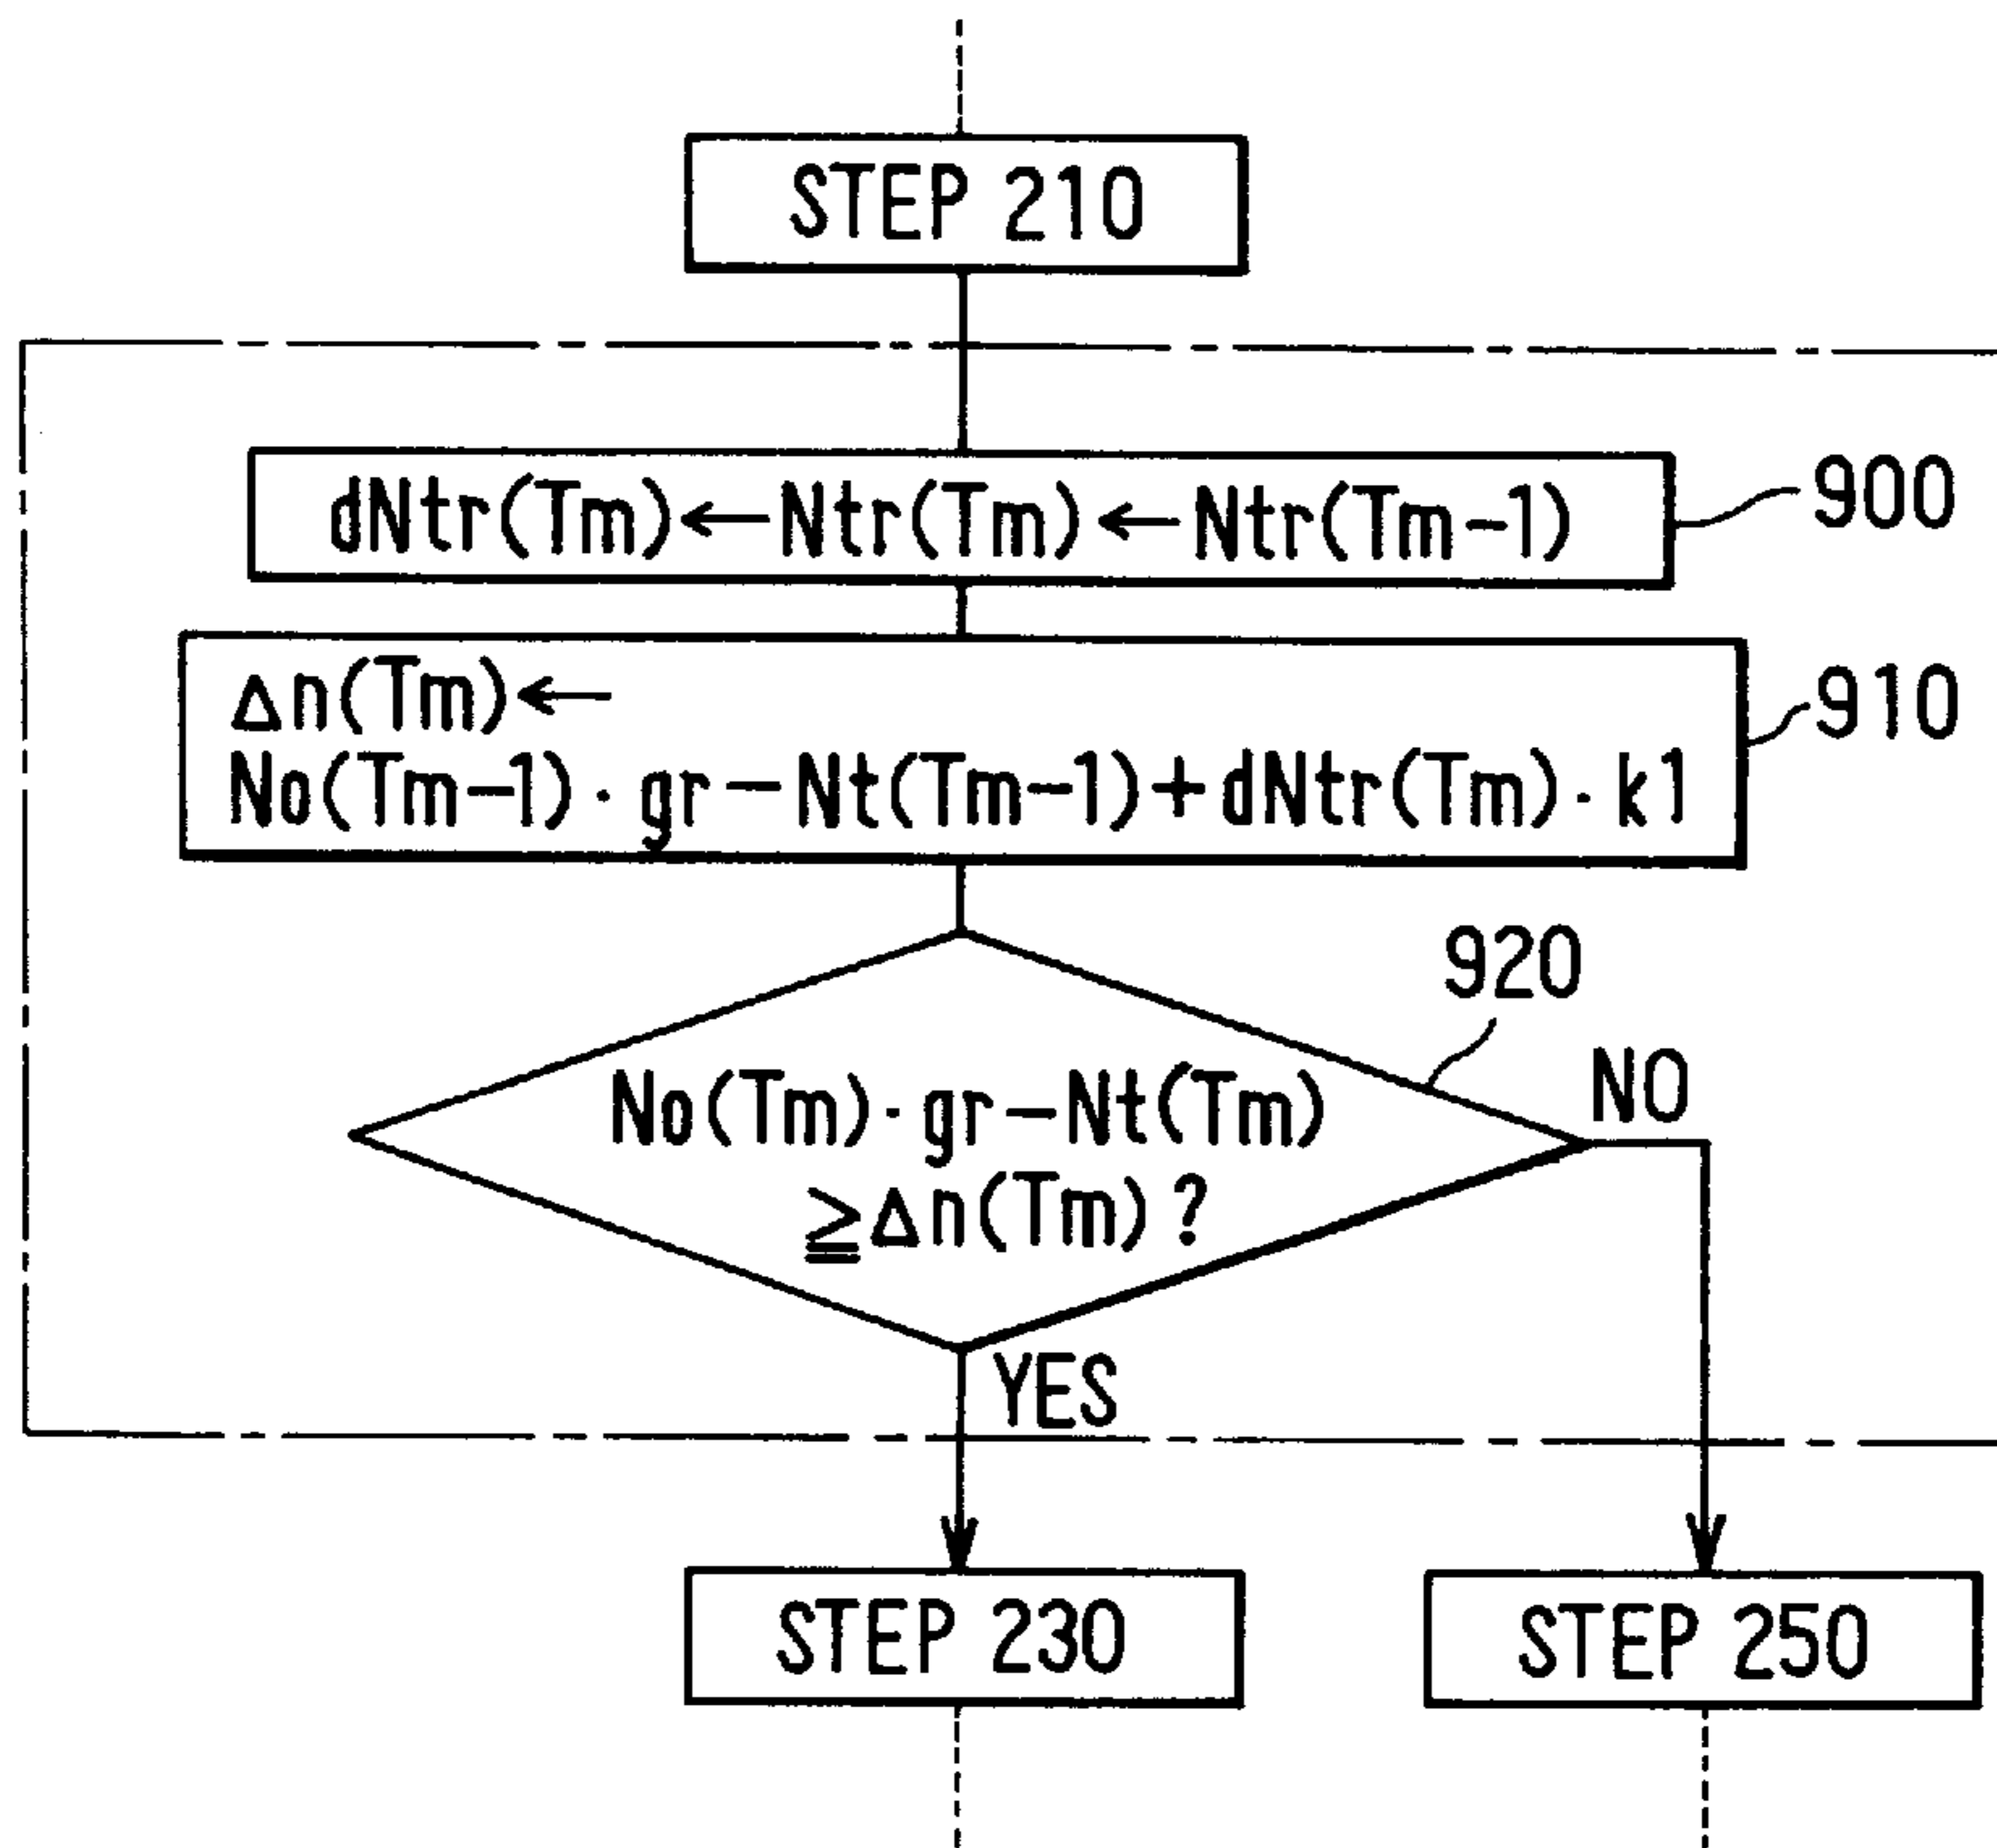 STEP 210
dNtr(Tm)←Ntr(Tm)←Ntr(Tm-1)
900
Δn(Tm)←
No(Tm-1)·gr-Nt(Tm-1)+dNtr(Tm)·k1
910
920
No(Tm)·gr-Nt(Tm)
≧Δn(Tm)?
NO
YES
STEP 230
STEP 250